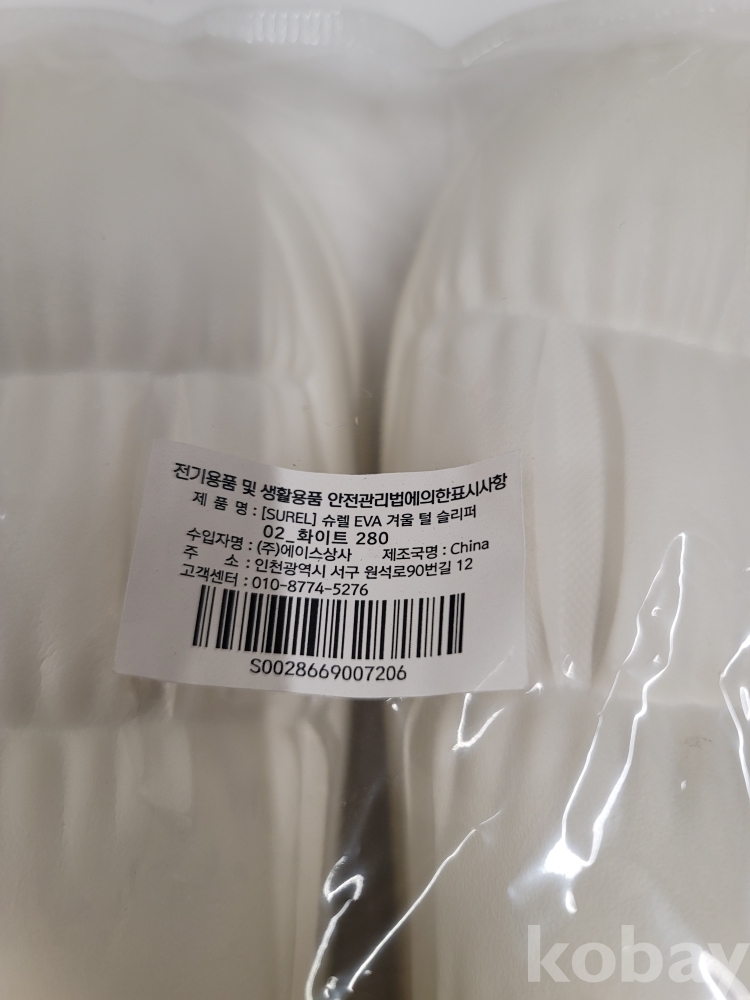 전기용품 및 생활용품 안전관리법에의한표시사항
제 품 명 : [SUREL] 슈렐 EVA 겨울 털 슬리퍼
02_화이트 280
수입자명 : (주)에이스상사 제조국명 : China
주 소 : 인천광역시 서구 원석로90번길 12
고객센터 : 010-8774-5276
S0028669007206
kobay